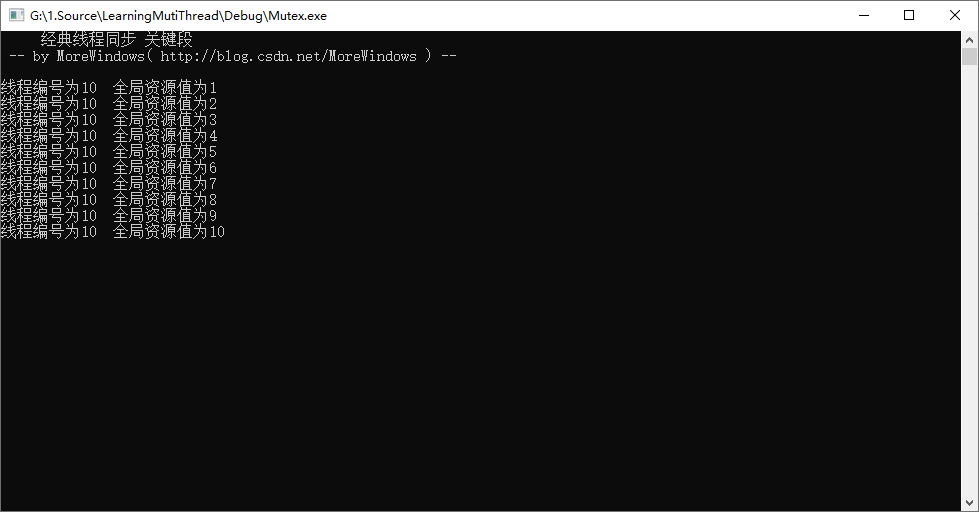 G:\1.Source\LearningMutiThread\Debug\Mutex.exe
经典线程同步 关键段
-- by MoreWindows( http://blog.csdn.net/MoreWindows ) --
线程编号为10  全局资源值为1
线程编号为10  全局资源值为2
线程编号为10  全局资源值为3
线程编号为10  全局资源值为4
线程编号为10  全局资源值为5
线程编号为10  全局资源值为6
线程编号为10  全局资源值为7
线程编号为10  全局资源值为8
线程编号为10  全局资源值为9
线程编号为10  全局资源值为10